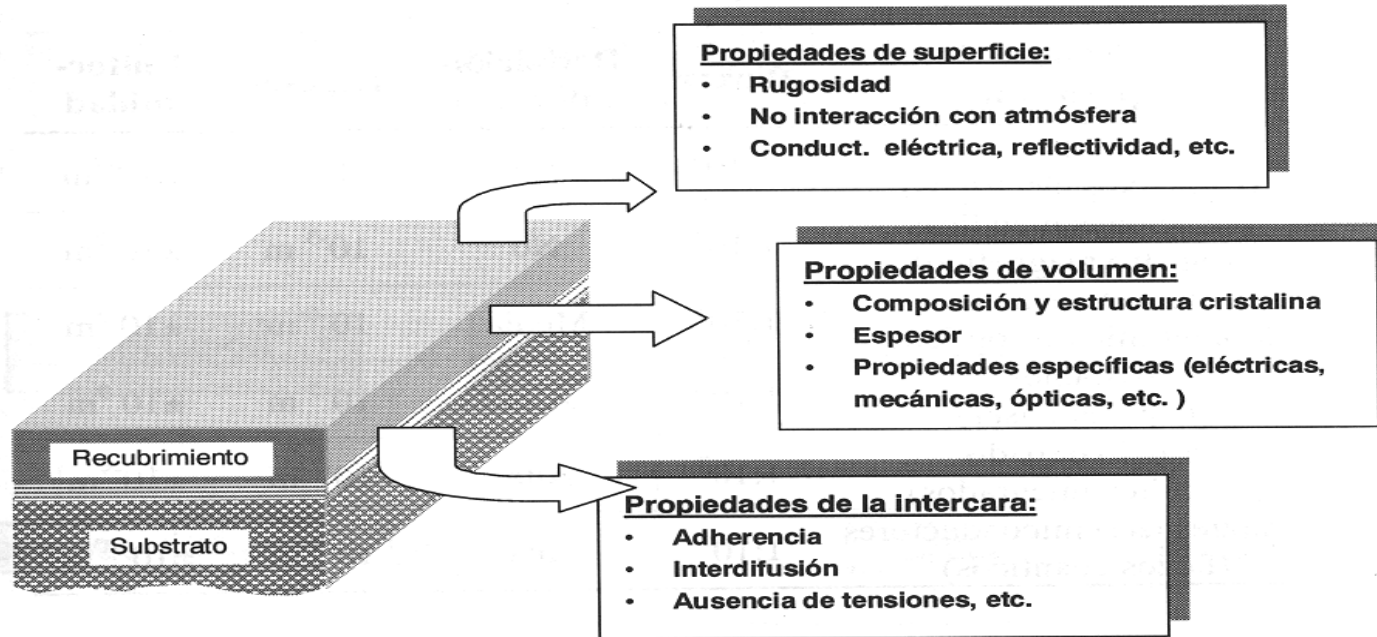 Propiedades de superficie:
• Rugosidad
• No interacción con atmósfera
• Conduct. eléctrica, reflectividad, etc.
Propiedades de volumen:
• Composición y estructura cristalina
• Espesor
• Propiedades específicas (eléctricas,
mecánicas, ópticas, etc. )
Recubrimiento
Substrato
Propiedades de la intercara:
• Adherencia
• Interdifusión
• Ausencia de tensiones, etc.